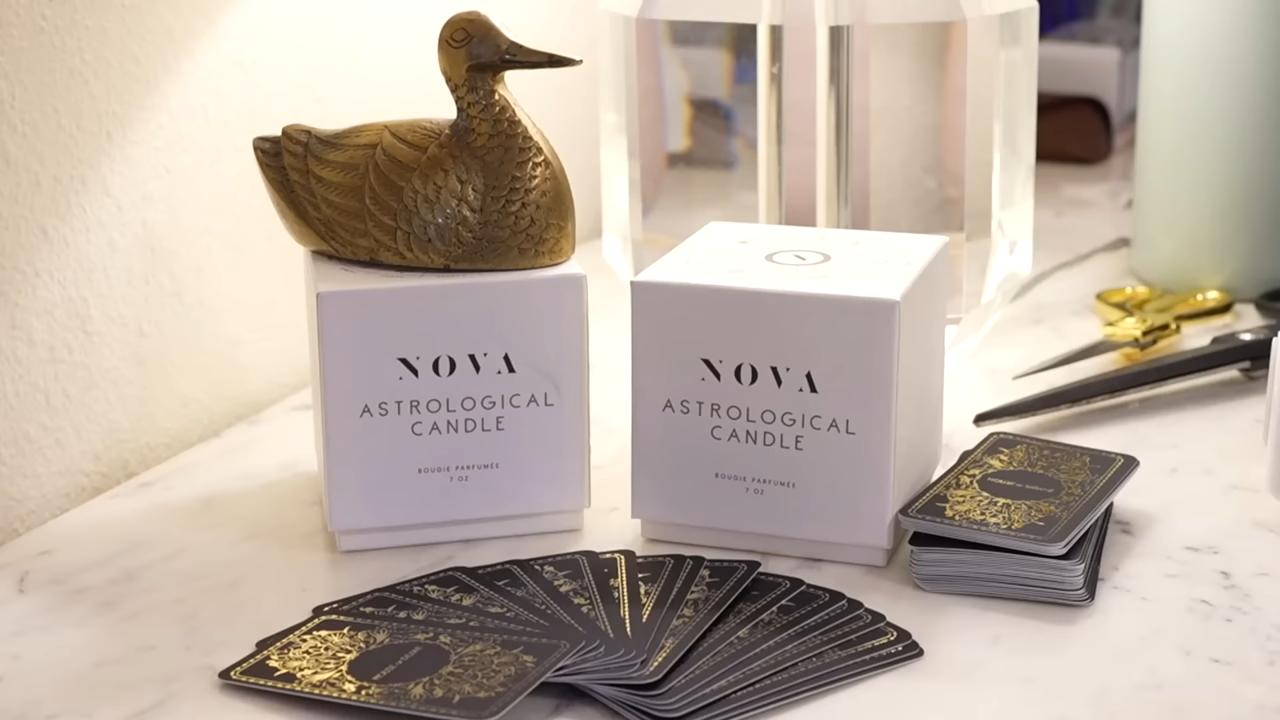 NOVA
ASTROLOGICAL
CANDLE
BOUGIE PARFUMÉE
7 OZ
NOVA
ASTROLOGICAL
CANDLE
BOUGIE PARFUMÉE
7 OZ